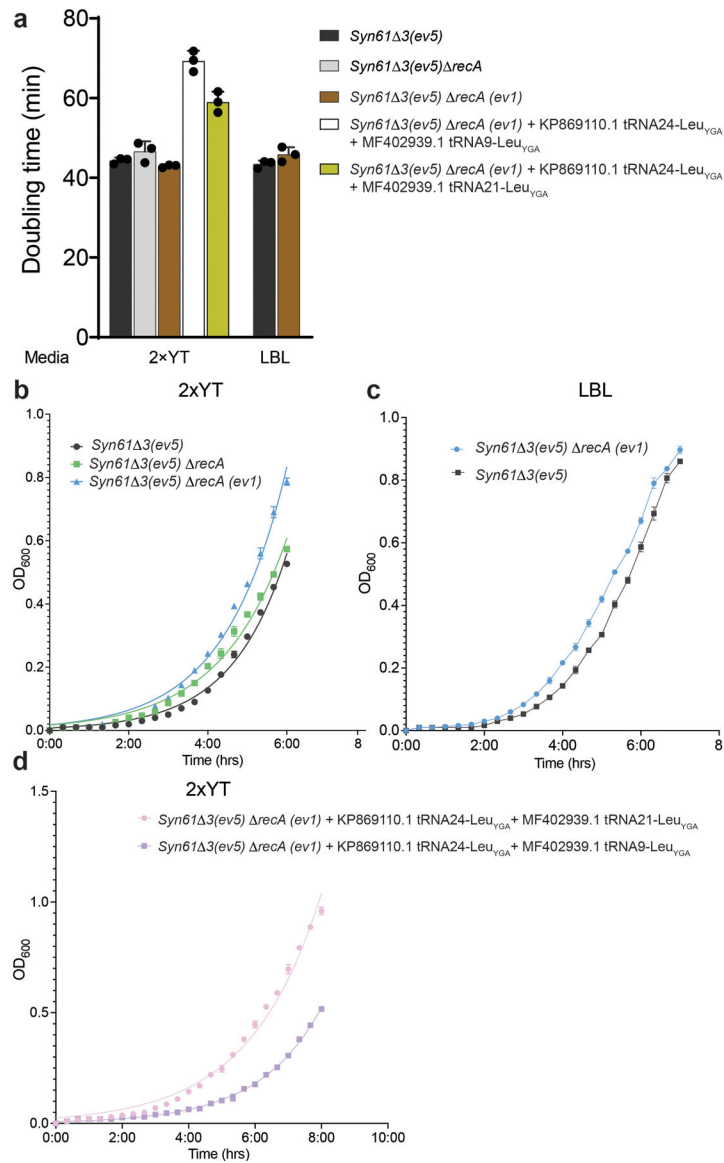 a
80
60
40
20
0
Doubling time (min)
Media
2×YT
LBL
Syn61Δ3(ev5)
Syn61Δ3(ev5)ΔrecA
Syn61Δ3(ev5) ΔrecA (ev1)
Syn61Δ3(ev5) ΔrecA (ev1) + KP869110.1 tRNA24-LeuYGA
+ MF402939.1 tRNA9-LeuYGA
Syn61Δ3(ev5) ΔrecA (ev1) + KP869110.1 tRNA24-LeuYGA
+ MF402939.1 tRNA21-LeuYGA
b
2xYT
1.0
0.8
0.6
0.4
0.2
0.0
OD600
Syn61Δ3(ev5)
Syn61Δ3(ev5) ΔrecA
Syn61Δ3(ev5) ΔrecA (ev1)
0:00 2:00 4:00 6:00 8
Time (hrs)
c
LBL
1.0
0.8
0.6
0.4
0.2
0.0
OD600
Syn61Δ3(ev5) ΔrecA (ev1)
Syn61Δ3(ev5)
0:00 2:00 4:00 6:00 8
Time (hrs)
d
2xYT
1.5
1.0
0.5
0.0
OD600
Syn61Δ3(ev5) ΔrecA (ev1) + KP869110.1 tRNA24-LeuYGA+ MF402939.1 tRNA21-LeuYGA
Syn61Δ3(ev5) ΔrecA (ev1) + KP869110.1 tRNA24-LeuYGA+ MF402939.1 tRNA9-LeuYGA
0:00 2:00 4:00 6:00 8:00 10:00
Time (hrs)